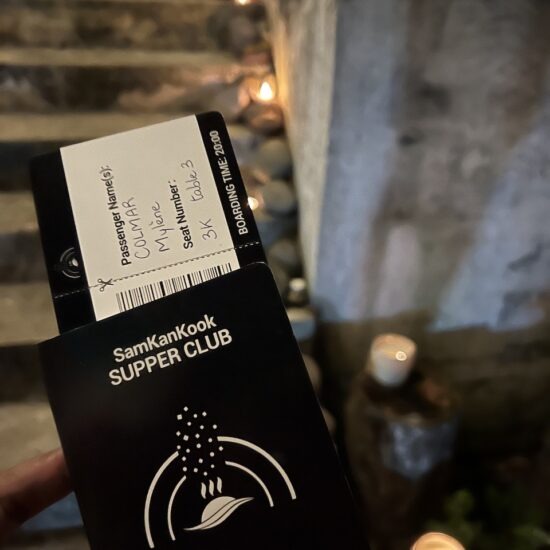 Passenger Name(s):
COLMAR
Mylène
Seat Number:
3K table 3
BOARDING TIME: 20:00
SamKanKook
SUPPER CLUB